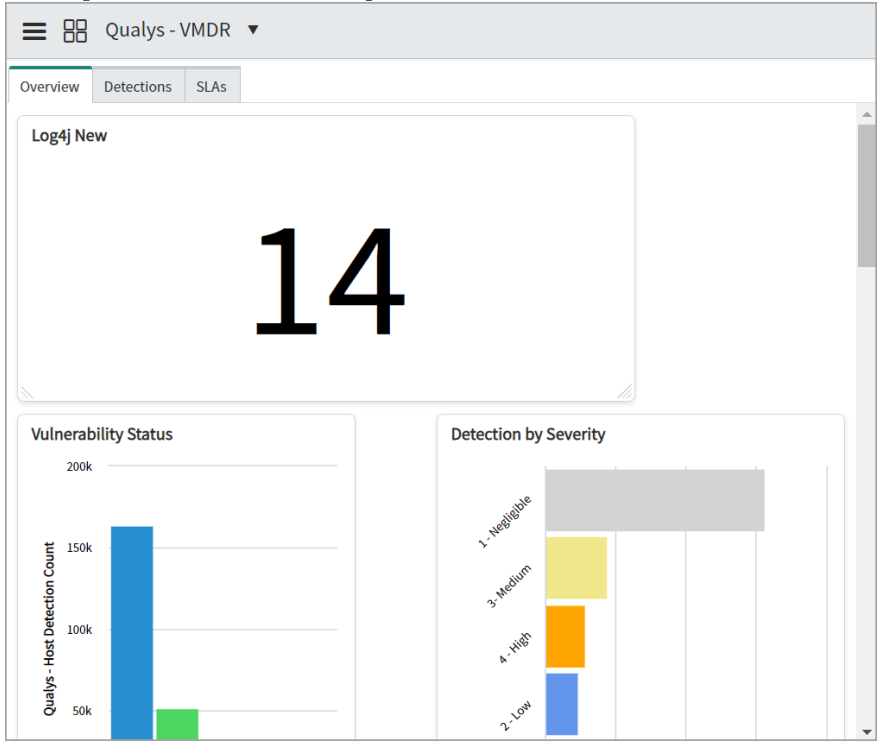 Qualys - VMDR ▼
Overview Detections SLAs
Log4j New
14
Vulnerability Status
200k
150k
100k
50k
Qualys - Host Detection Count
Detection by Severity
1 - Negligible
3- Medium
4 - High
2 - Low